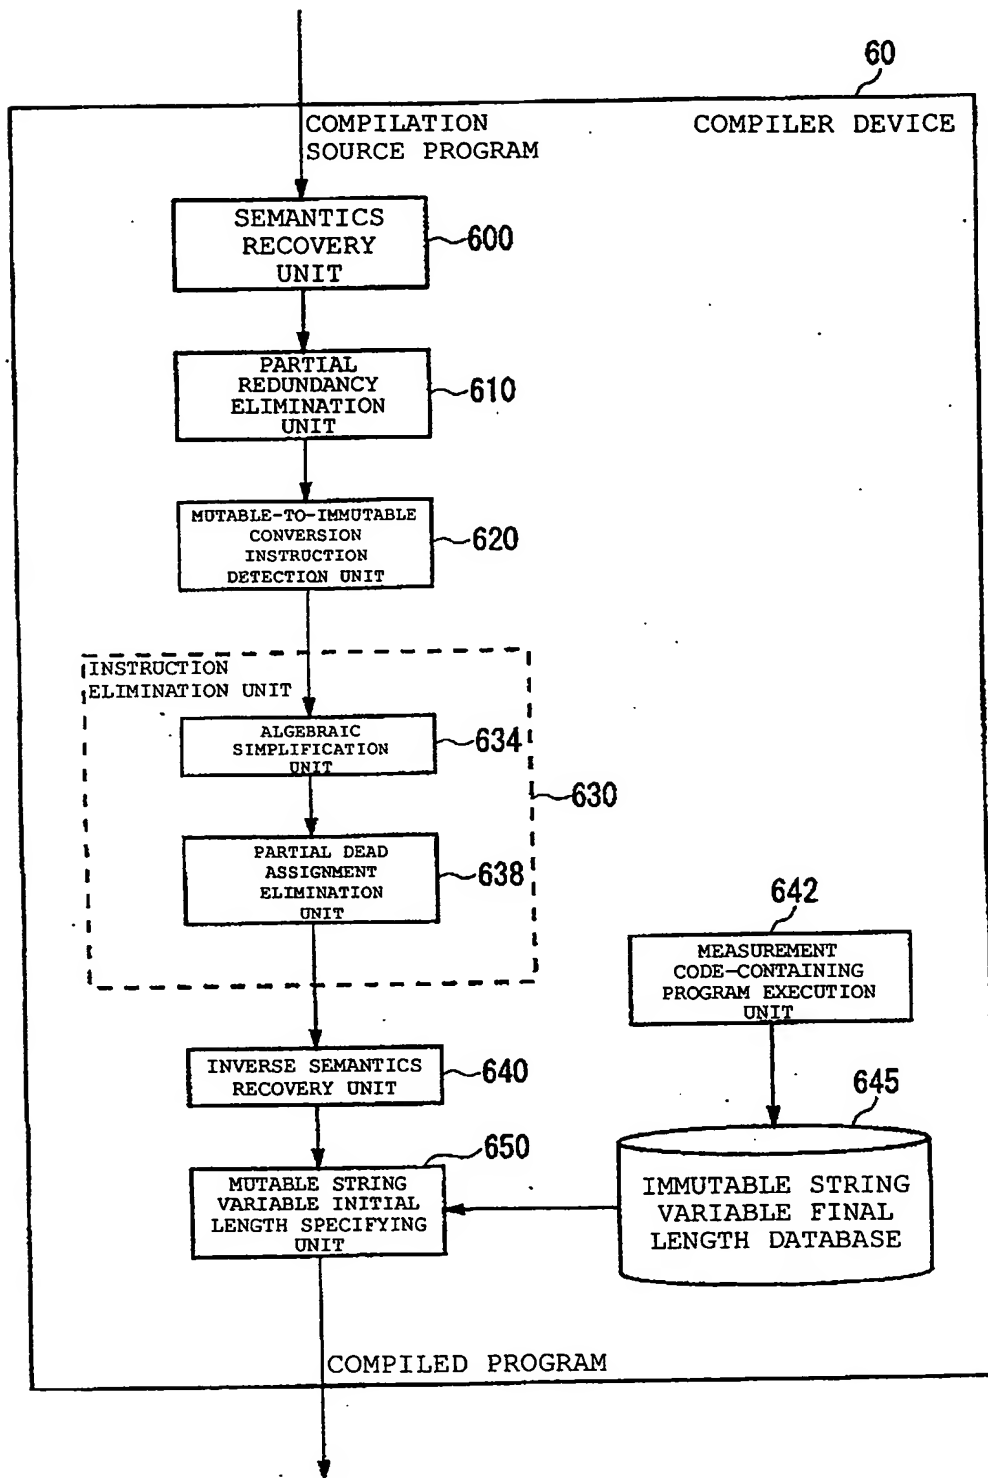 60
COMPILATION
SOURCE PROGRAM
COMPILER DEVICE
SEMANTICS
RECOVERY
UNIT
600
PARTIAL
REDUNDANCY
ELIMINATION
UNIT
610
MUTABLE-TO-IMMUTABLE
CONVERSION
INSTRUCTION
DETECTION UNIT
620
INSTRUCTION
ELIMINATION UNIT
ALGEBRAIC
SIMPLIFICATION
UNIT
634
630
PARTIAL DEAD
ASSIGNMENT
ELIMINATION
UNIT
638
642
MEASUREMENT
CODE-CONTAINING
PROGRAM EXECUTION
UNIT
INVERSE SEMANTICS
RECOVERY UNIT
640
645
650
MUTABLE STRING
VARIABLE INITIAL
LENGTH SPECIFYING
UNIT
IMMUTABLE STRING
VARIABLE FINAL
LENGTH DATABASE
COMPILED PROGRAM